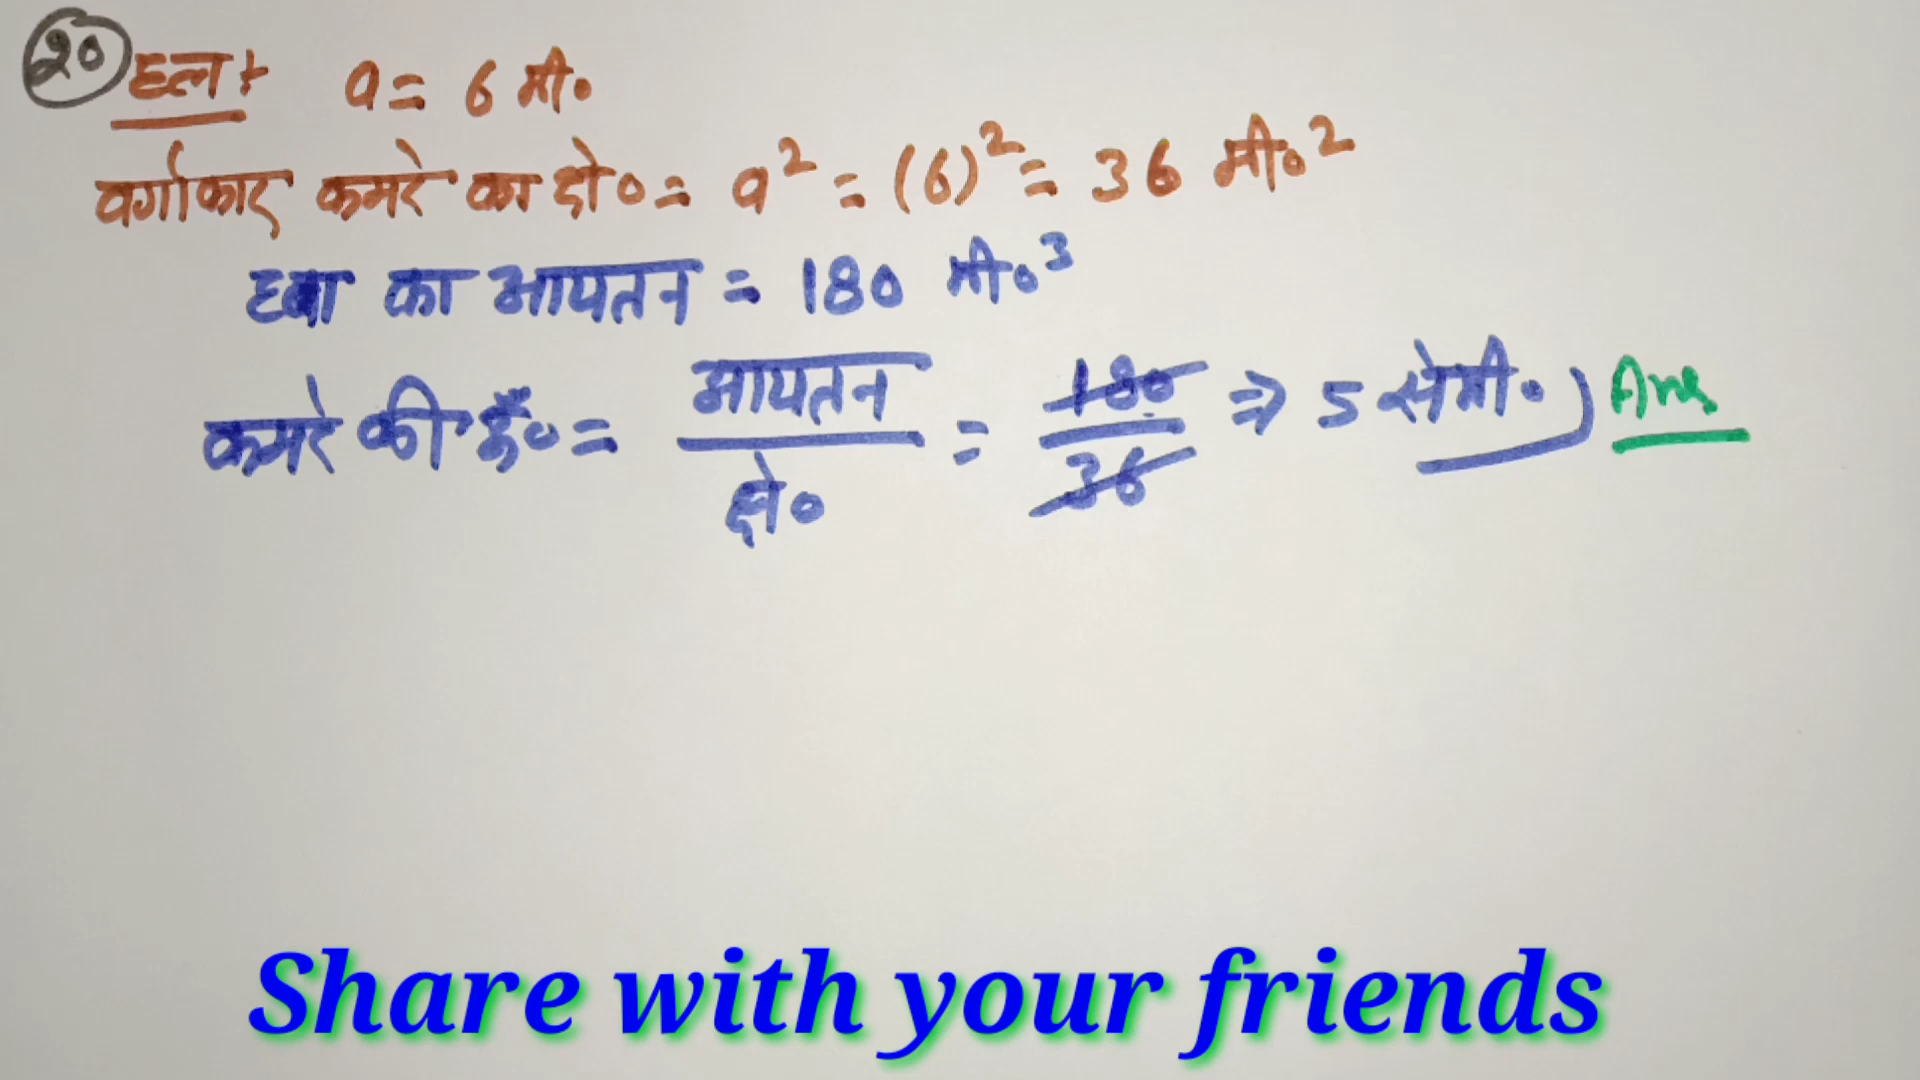 20 हल÷ a = 6 मी०
वर्गाकार कमरे का क्षे० = a² = (6)² = 36 मी०²
हवा का आयतन = 180 मी०³
कमरे की ऊँ० = आयतन / क्षे० = 180 / 36 ⇒ 5 सेमी० Ans
Share with your friends